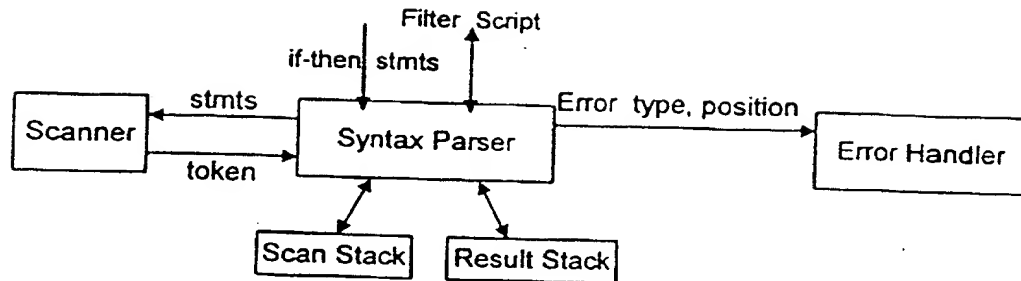 Filter Script
if-then stmts
stmts
Error type, position
Scanner
Syntax Parser
Error Handler
token
Scan Stack
Result Stack